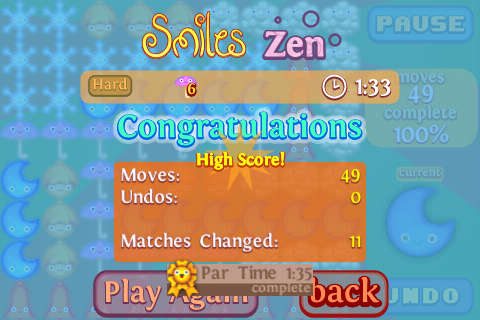 Smiles Zen
PAUSE
Hard 6 1:33
moves
49
complete
100%
Congratulations
High Score!
Moves: 49
Undos: 0
Matches Changed: 11
current
Par Time 1:35
complete
Play Again back
UNDO